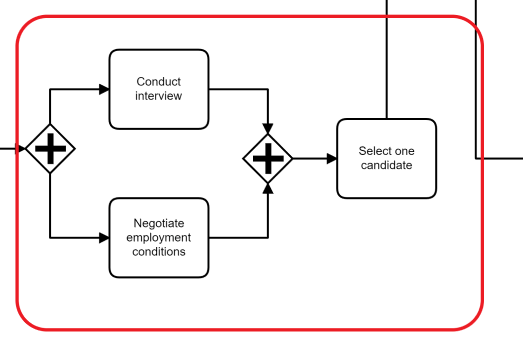 Conduct
interview
Select one
candidate
Negotiate
employment
conditions